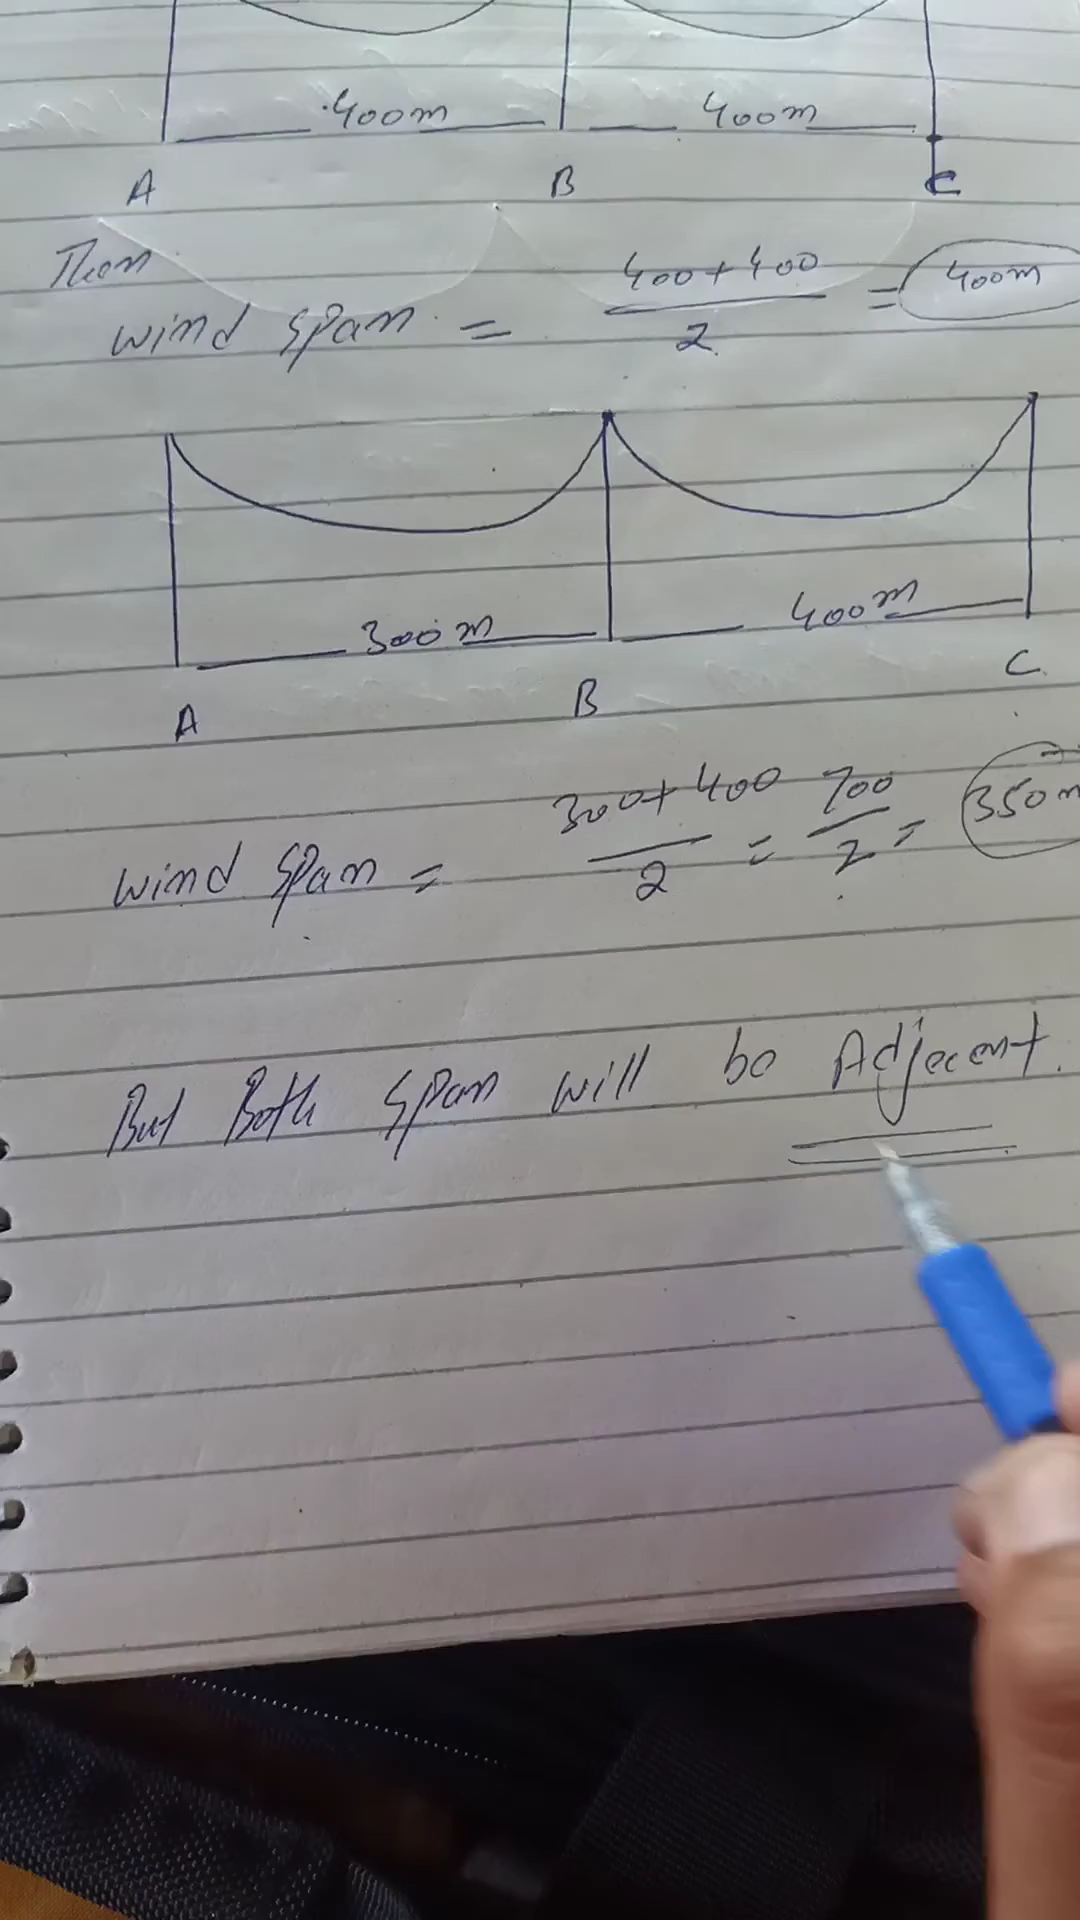 400m 400m
A B C
Then
wind span = 400+400 / 2 = 400m
300m 400m
A B C
wind span = 300+400 / 2 = 700 / 2 = 350m
But Both span will be Adjecent.